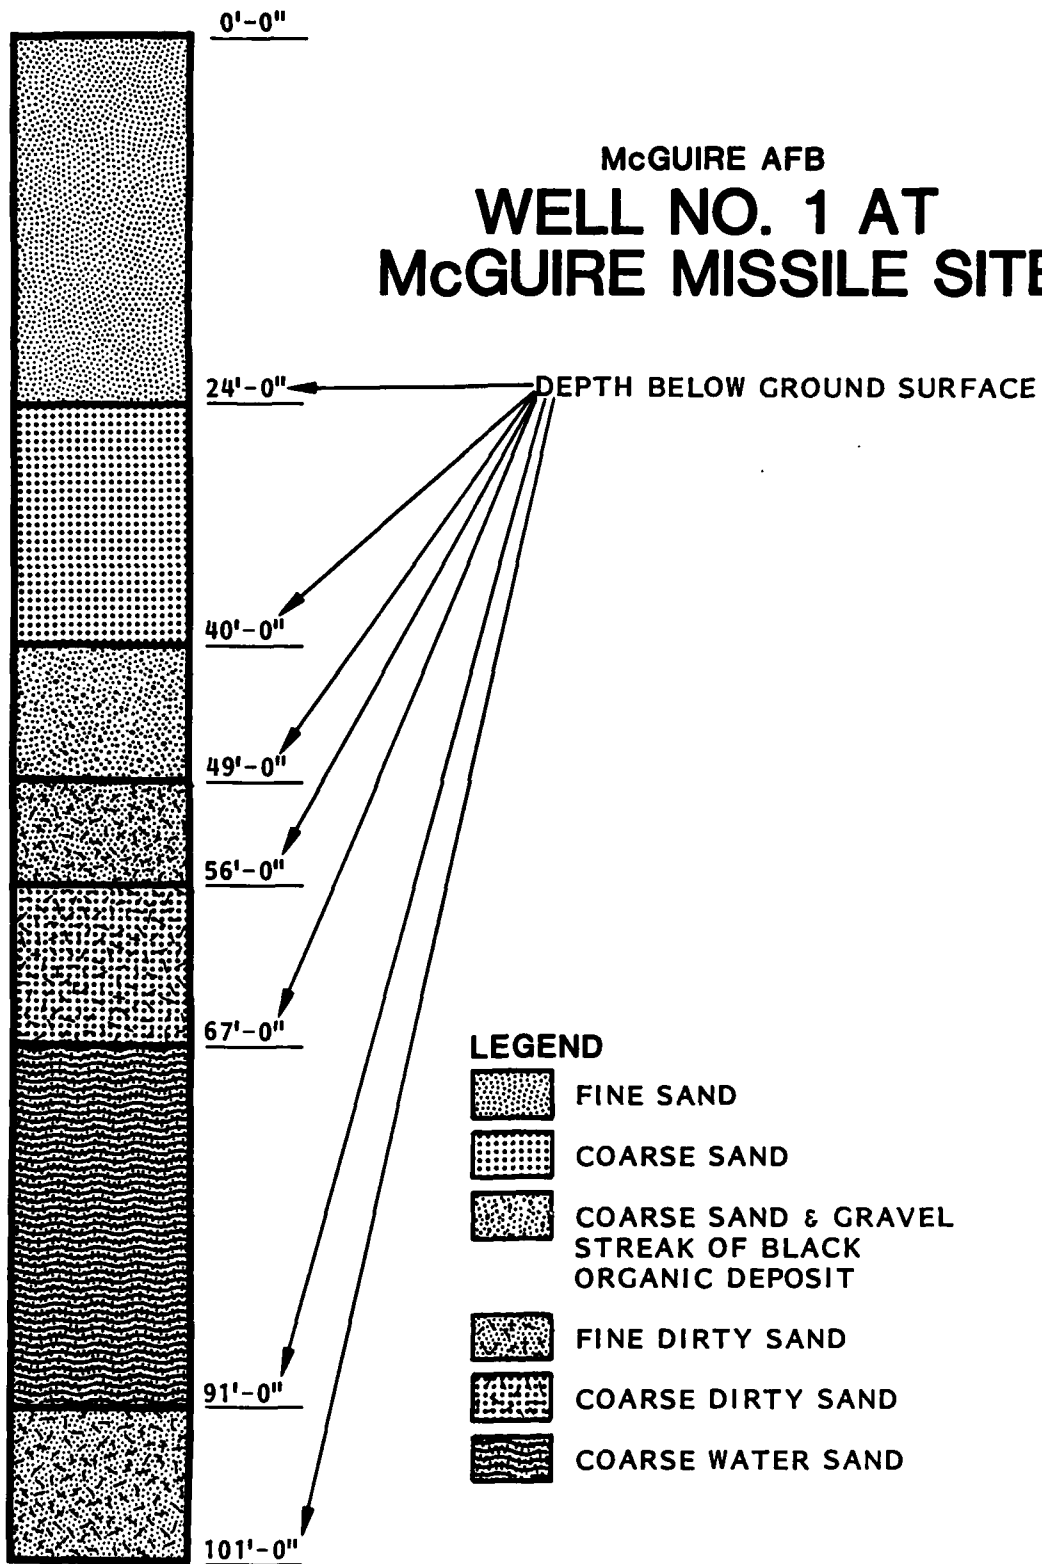 0'-0"
McGUIRE AFB
WELL NO. 1 AT
McGUIRE MISSILE SITE
24'-0"
DEPTH BELOW GROUND SURFACE
40'-0"
49'-0"
56'-0"
67'-0"
LEGEND
FINE SAND
COARSE SAND
COARSE SAND & GRAVEL
STREAK OF BLACK
ORGANIC DEPOSIT
FINE DIRTY SAND
91'-0"
COARSE DIRTY SAND
COARSE WATER SAND
101'-0"